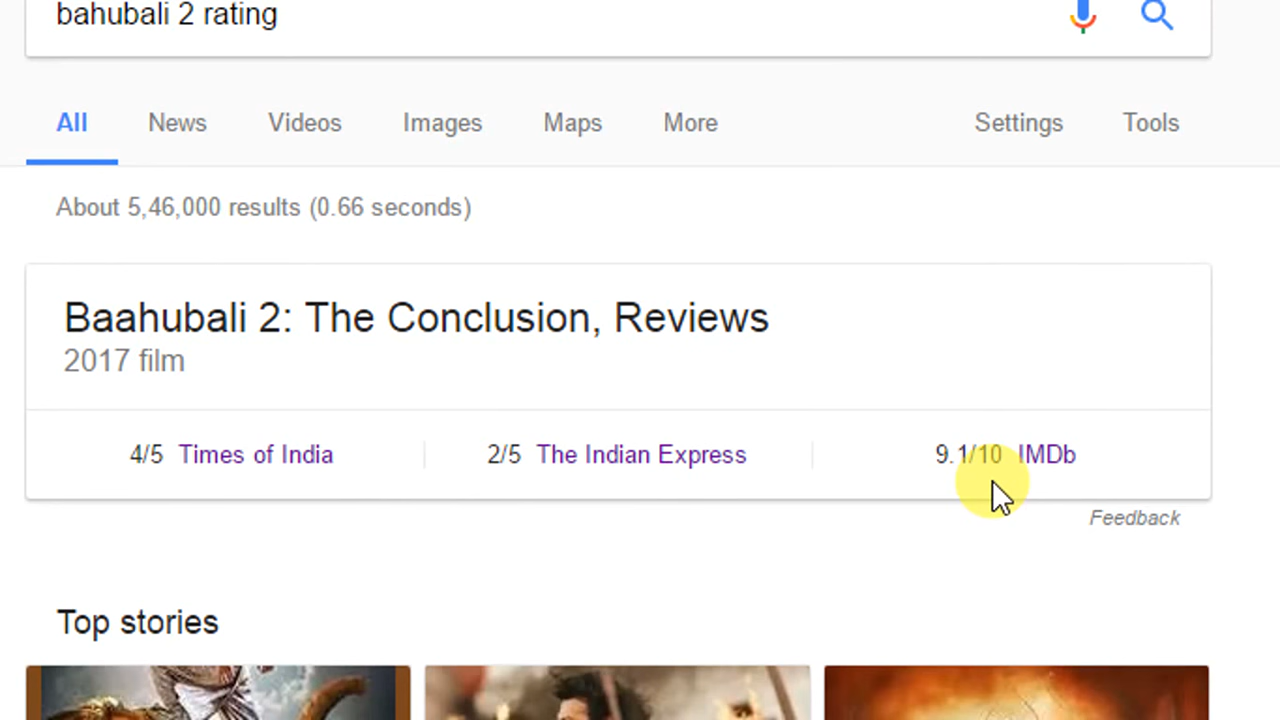 bahubali 2 rating
All News Videos Images Maps More Settings Tools
About 5,46,000 results (0.66 seconds)
Baahubali 2: The Conclusion, Reviews
2017 film
4/5 Times of India 2/5 The Indian Express 9.1/10 IMDb
Feedback
Top stories